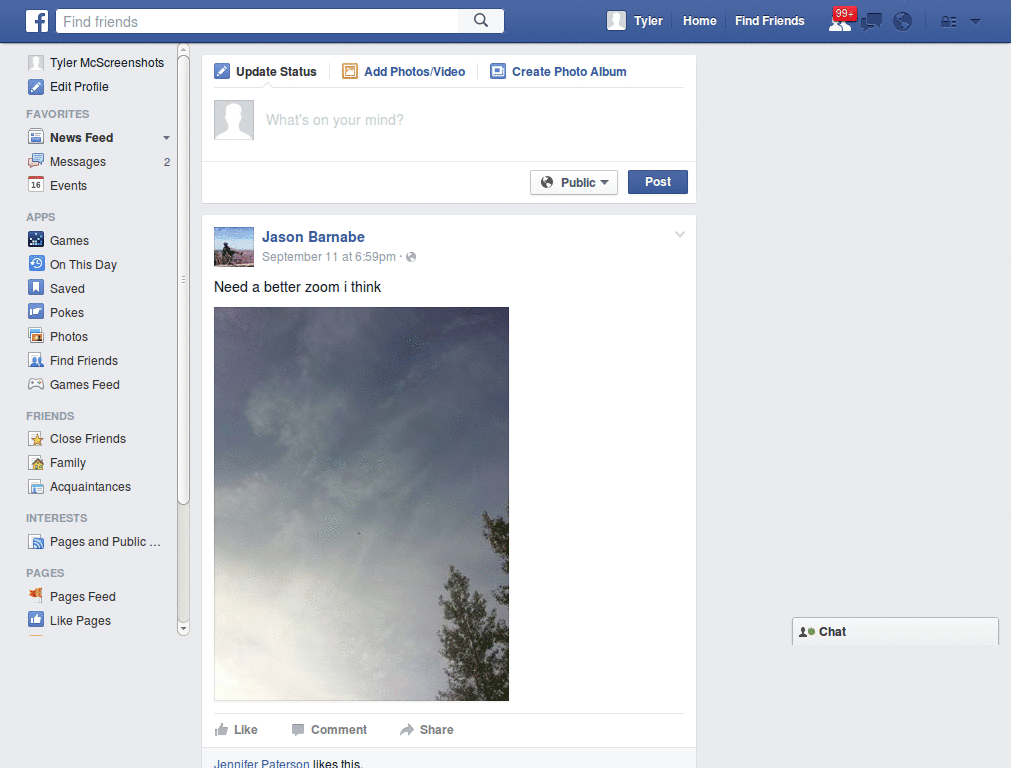 f Find friends Tyler Home Find Friends 99+
Tyler McScreenshots
Edit Profile
FAVORITES
News Feed
Messages 2
16 Events
APPS
Games
On This Day
Saved
Pokes
Photos
Find Friends
Games Feed
FRIENDS
Close Friends
Family
Acquaintances
INTERESTS
Pages and Public ...
PAGES
Pages Feed
Like Pages
Update Status Add Photos/Video Create Photo Album
What's on your mind?
Public Post
Jason Barnabe
September 11 at 6:59pm ·
Need a better zoom i think
Like Comment Share
Jennifer Paterson likes this.
Chat